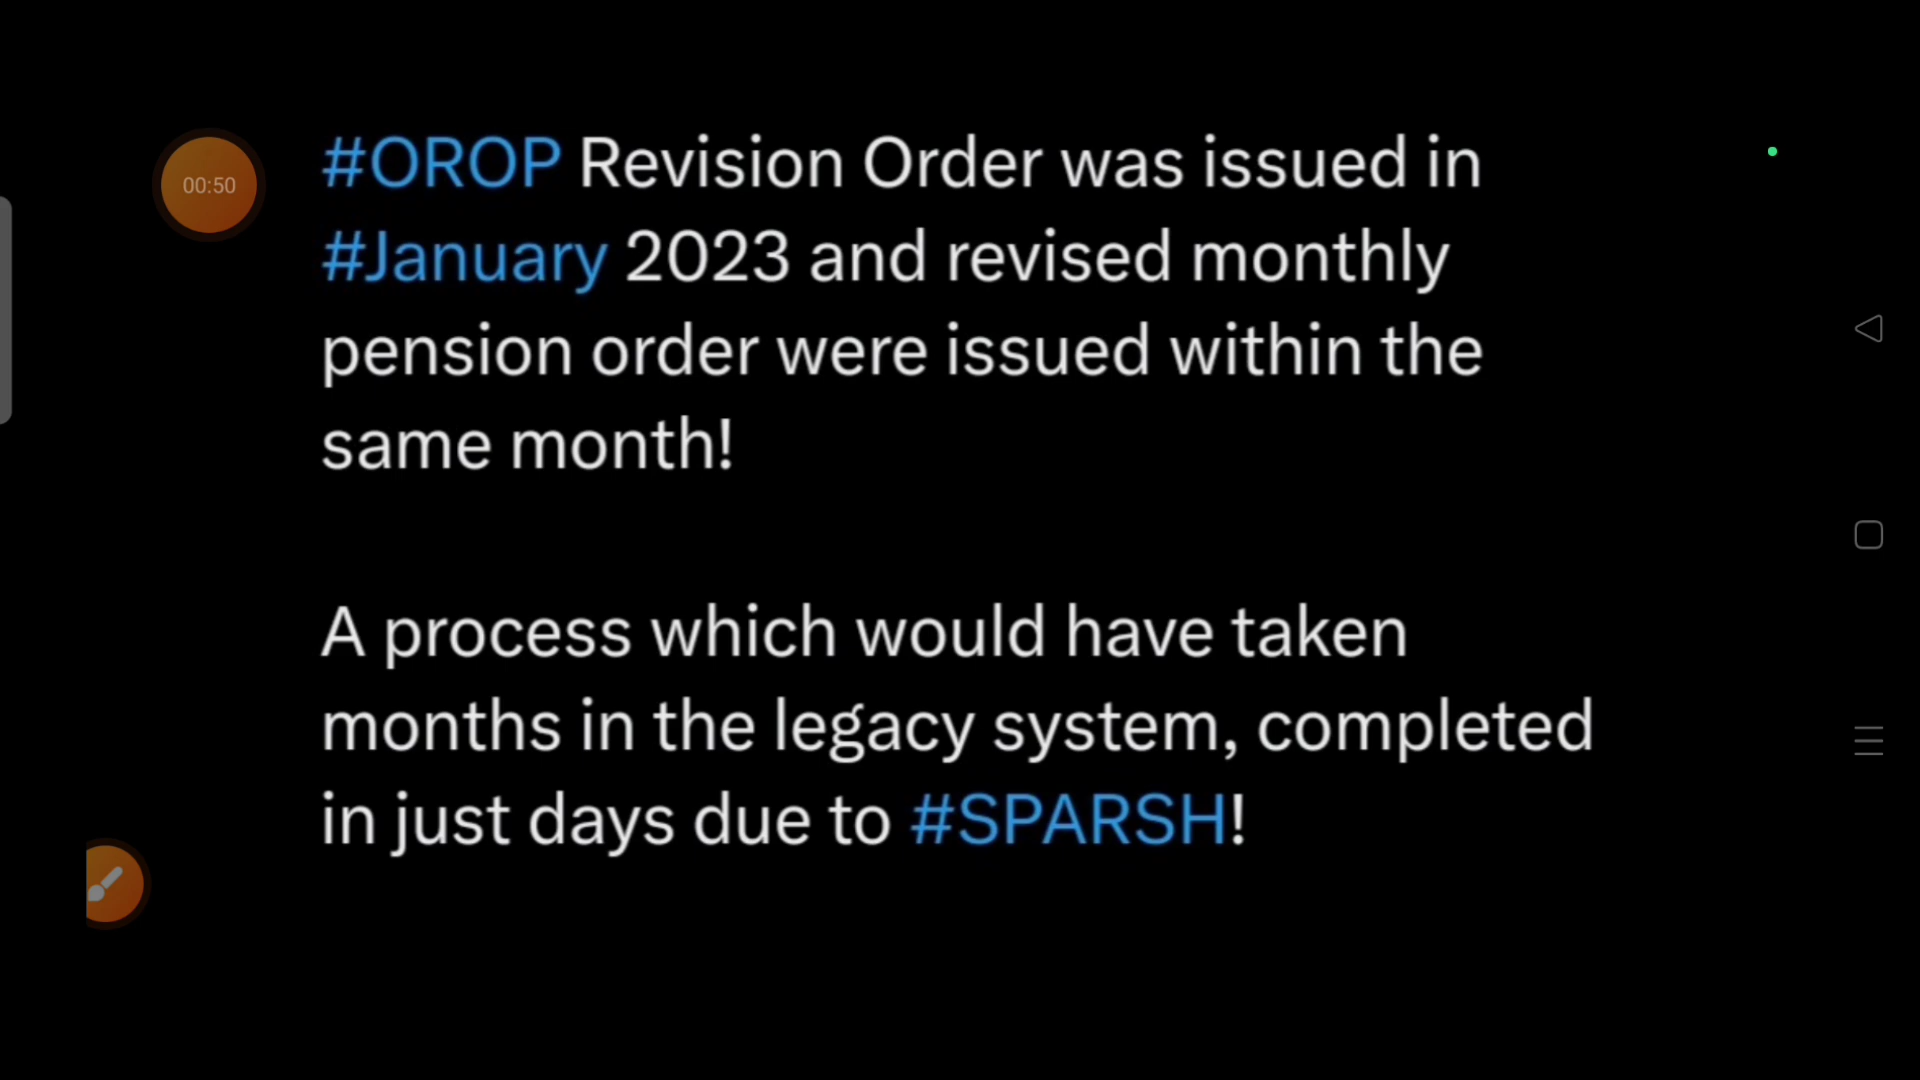 00:50
#OROP Revision Order was issued in
#January 2023 and revised monthly
pension order were issued within the
same month!
A process which would have taken
months in the legacy system, completed
in just days due to #SPARSH!